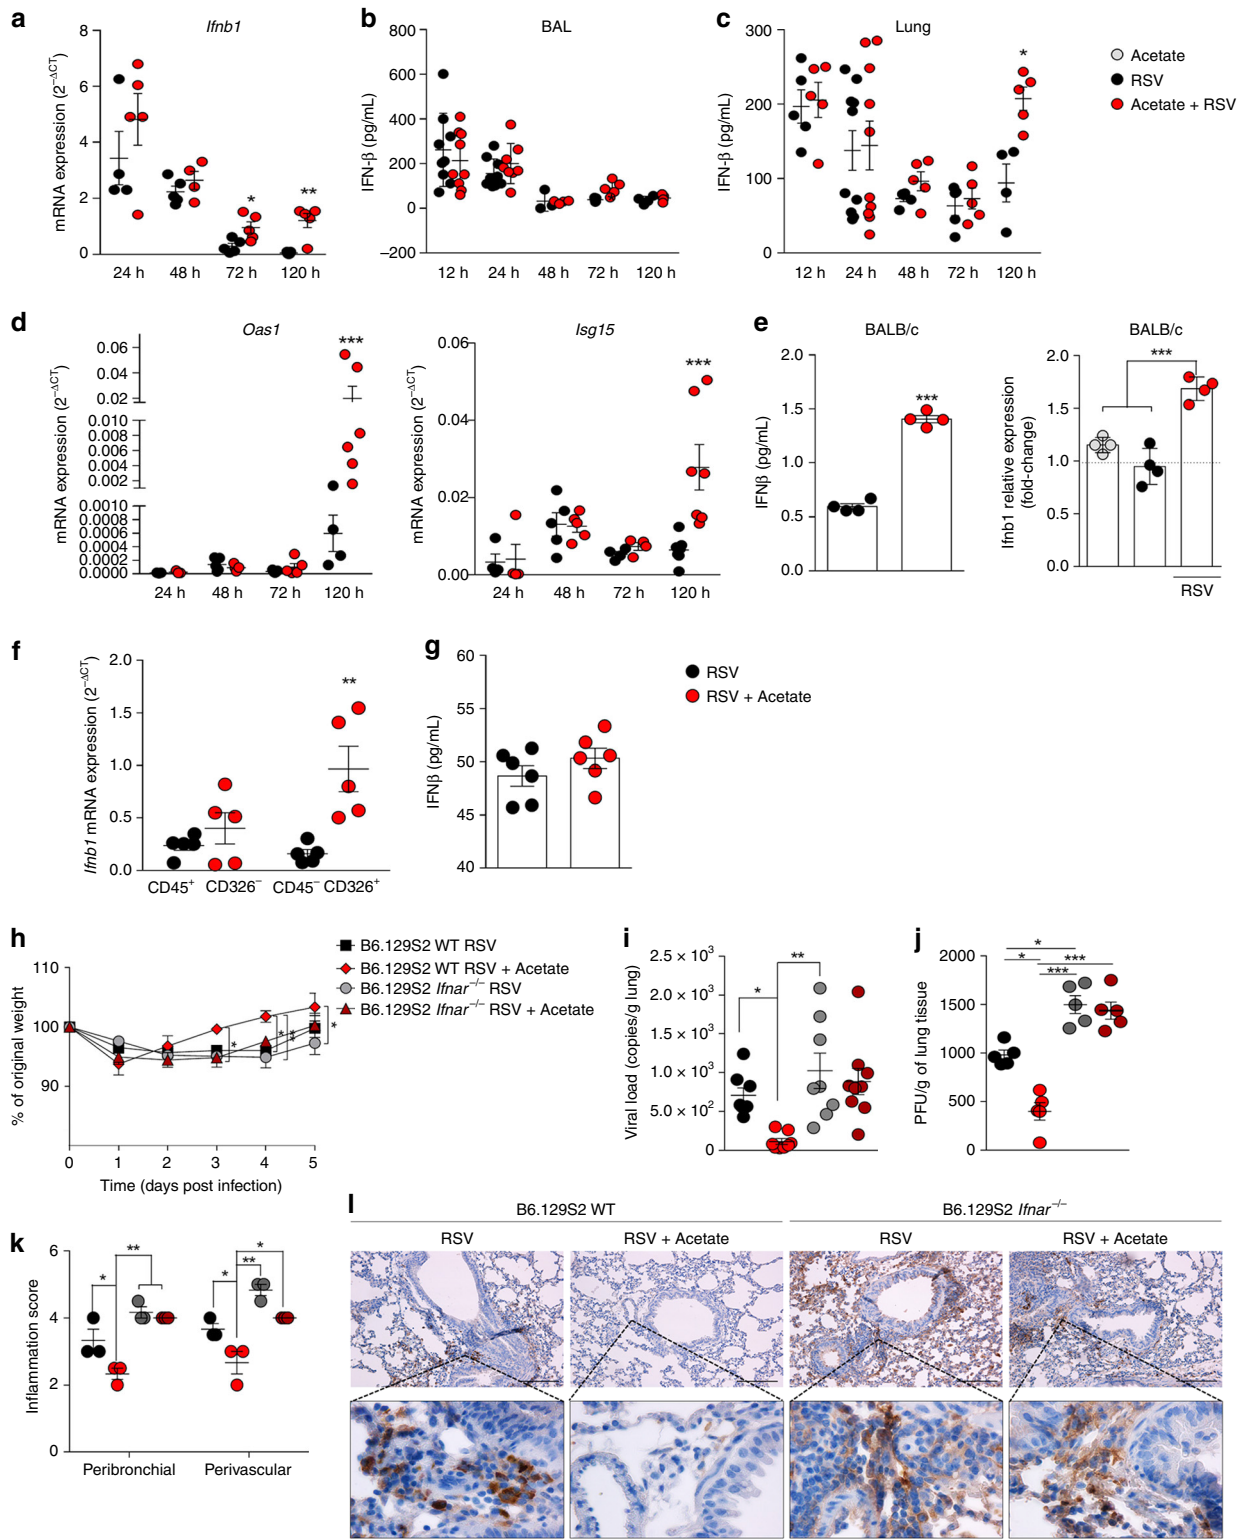 a
Ifnb1
mRNA expression (2−ΔCT)
8
6
4
2
0
24 h 48 h 72 h 120 h
* **
b
BAL
IFN-β (pg/mL)
800
600
400
200
0
−200
12 h 24 h 48 h 72 h 120 h
c
Lung
IFN-β (pg/mL)
300
200
100
0
12 h 24 h 48 h 72 h 120 h
*
Acetate
RSV
Acetate + RSV
d
Oas1
mRNA expression (2−ΔCT)
0.06
0.04
0.02
0.010
0.008
0.006
0.004
0.002
0.0010
0.0008
0.0006
0.0004
0.0002
0.0000
24 h 48 h 72 h 120 h
***
Isg15
mRNA expression (2−ΔCT)
0.06
0.04
0.02
0.00
24 h 48 h 72 h 120 h
***
e
BALB/c
IFNβ (pg/mL)
2.0
1.5
1.0
0.5
0.0
***
BALB/c
Ifnb1 relative expression
(fold-change)
2.0
1.5
1.0
0.5
0.0
***
RSV
f
Ifnb1 mRNA expression (2−ΔCT)
2.0
1.5
1.0
0.5
0.0
**
CD45+ CD326− CD45− CD326+
g
IFNβ (pg/mL)
60
55
50
45
40
RSV
RSV + Acetate
h
B6.129S2 WT RSV
B6.129S2 WT RSV + Acetate
B6.129S2 Ifnar−/− RSV
B6.129S2 Ifnar−/− RSV + Acetate
% of original weight
110
100
90
0 1 2 3 4 5
Time (days post infection)
i
Viral load (copies/g lung)
2.5 × 10³
2.0 × 10³
1.5 × 10³
1.0 × 10³
5.0 × 10²
0
* **
j
PFU/g of lung tissue
2000
1500
1000
500
0
*
* ***
***
k
Inflammation score
6
4
2
0
* ** * ** *
Peribronchial Perivascular
l
B6.129S2 WT B6.129S2 Ifnar−/−
RSV RSV + Acetate RSV RSV + Acetate